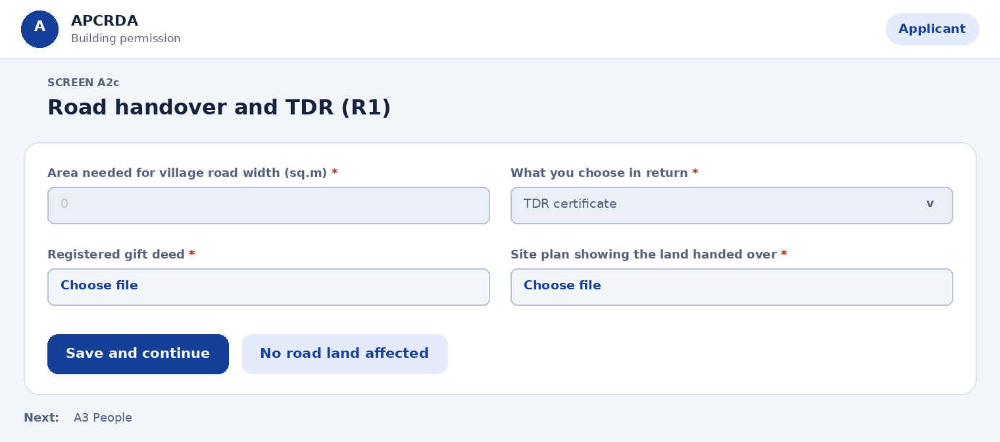 A
APCRDA
Building permission
Applicant
SCREEN A2c
Road handover and TDR (R1)
Area needed for village road width (sq.m) *
What you choose in return *
0
TDR certificate v
Registered gift deed *
Site plan showing the land handed over *
Choose file
Choose file
Save and continue
No road land affected
Next: A3 People